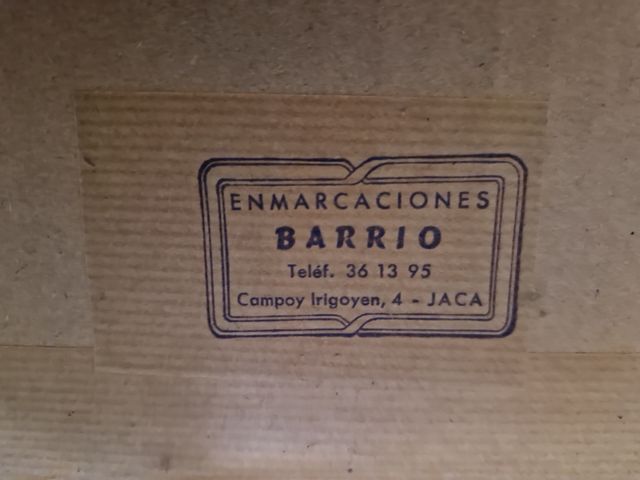 ENMARCACIONES
BARRIO
Teléf. 36 13 95
Campoy Irigoyen, 4 - JACA